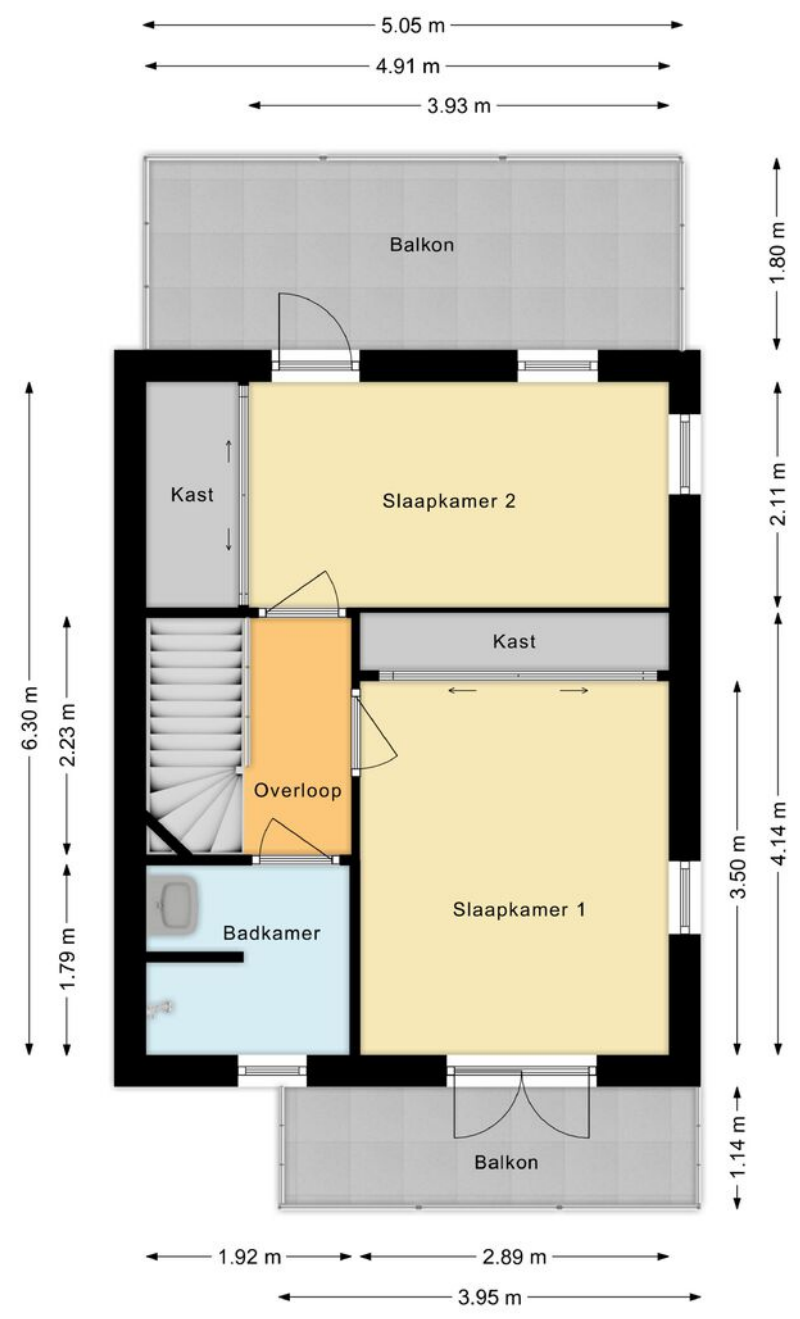 5.05 m
4.91 m
3.93 m
Balkon
1.80 m
Kast
Slaapkamer 2
2.11 m
Kast
6.30 m
2.23 m
Overloop
4.14 m
3.50 m
Slaapkamer 1
Badkamer
1.79 m
Balkon
1.14 m
1.92 m
2.89 m
3.95 m